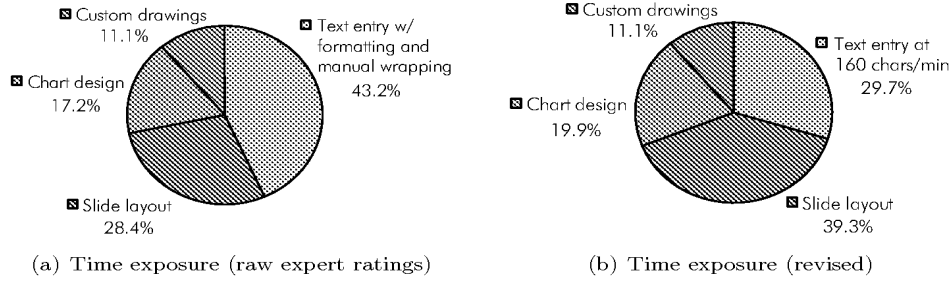 Custom drawings
11.1%
Text entry w/
formatting and
manual wrapping
43.2%
Chart design
17.2%
Slide layout
28.4%
(a) Time exposure (raw expert ratings)
Custom drawings
11.1%
Text entry at
160 chars/min
29.7%
Chart design
19.9%
Slide layout
39.3%
(b) Time exposure (revised)